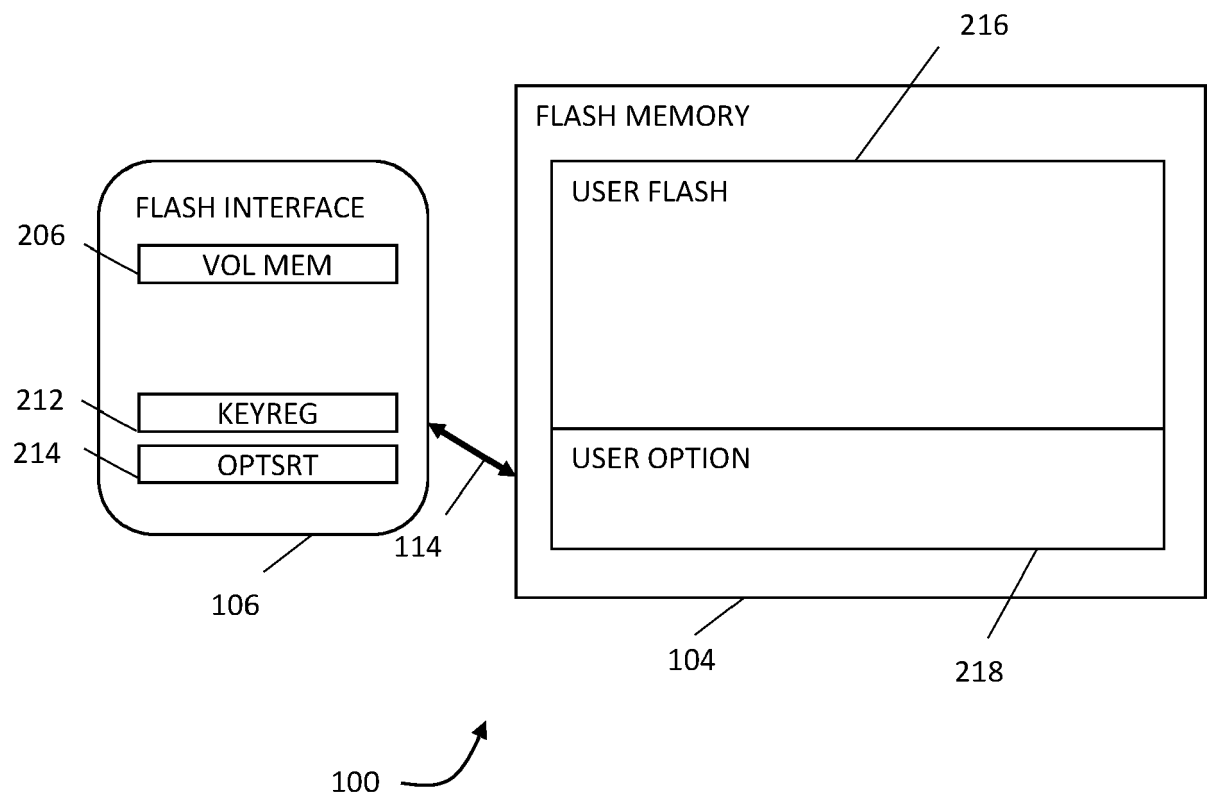 216
FLASH MEMORY
USER FLASH
FLASH INTERFACE
206
VOL MEM
212
KEYREG
214
OPTSRT
USER OPTION
114
106
104
218
100